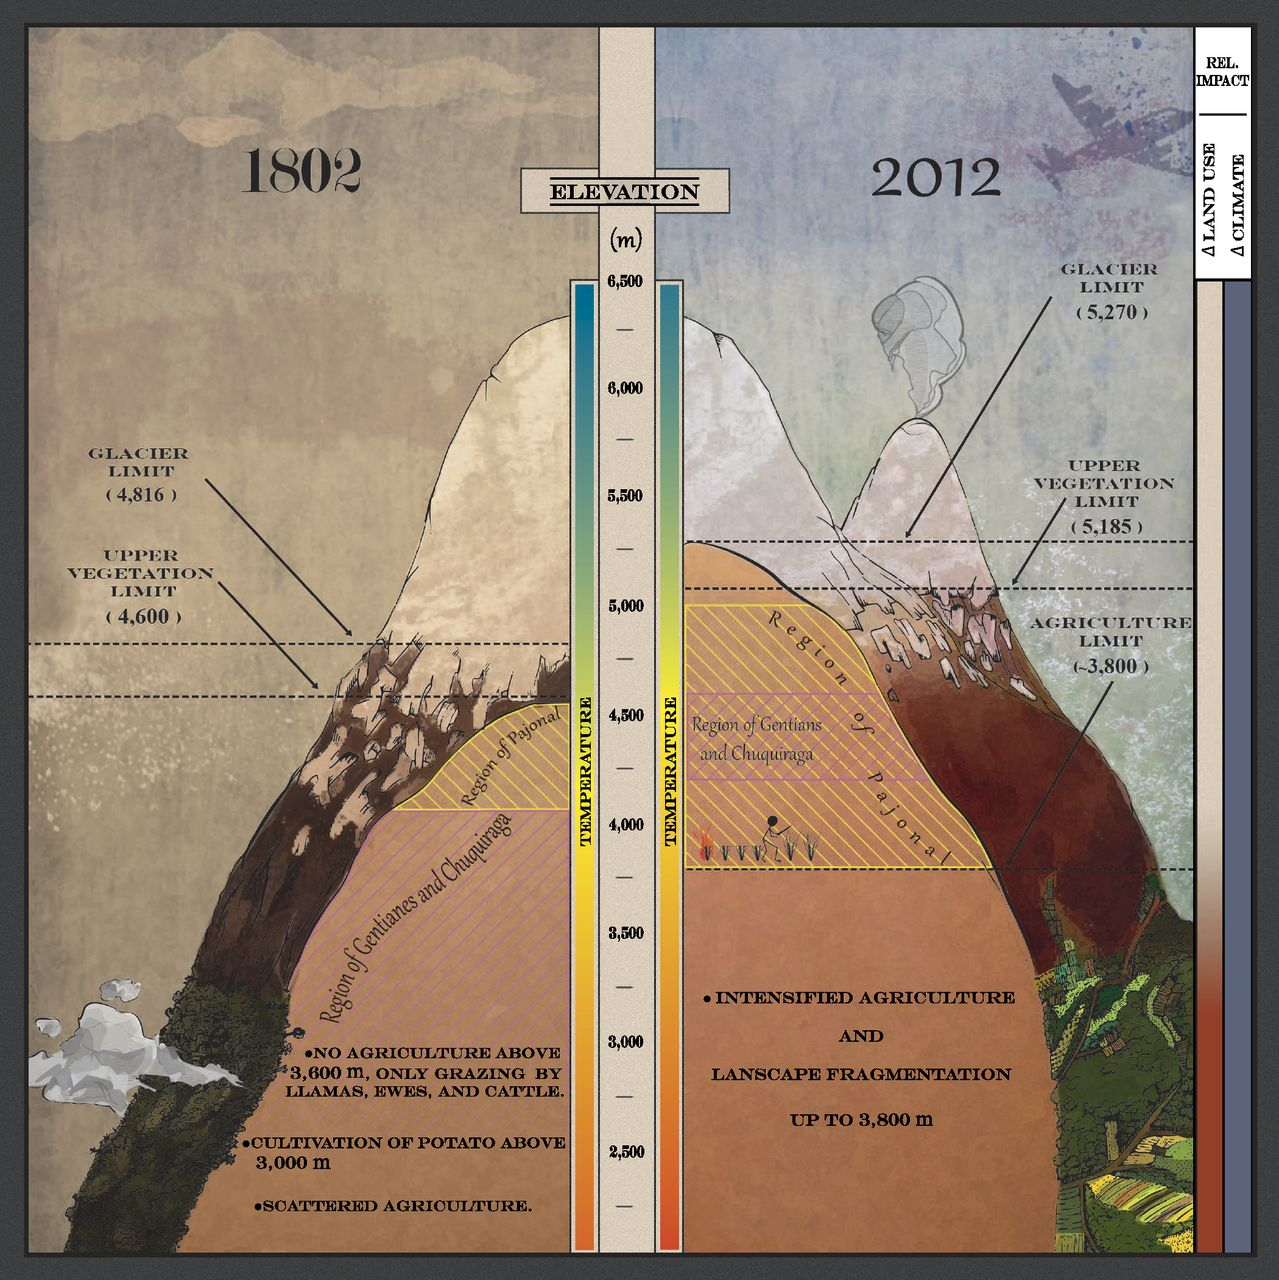 1802
2012
REL.
IMPACT
Δ LAND USE
Δ CLIMATE
ELEVATION
(m)
6,500
6,000
5,500
5,000
4,500
4,000
3,500
3,000
2,500
TEMPERATURE
TEMPERATURE
GLACIER
LIMIT
( 4,816 )
UPPER
VEGETATION
LIMIT
( 4,600 )
Region of Pajonal
Region of Gentianes and Chuquiraga
•NO AGRICULTURE ABOVE
3,600 m, ONLY GRAZING BY
LLAMAS, EWES, AND CATTLE.
•CULTIVATION OF POTATO ABOVE
3,000 m
•SCATTERED AGRICULTURE.
GLACIER
LIMIT
( 5,270 )
UPPER
VEGETATION
LIMIT
( 5,185 )
AGRICULTURE
LIMIT
(~3,800 )
Region of Pajonal
Region of Gentians
and Chuquiraga
• INTENSIFIED AGRICULTURE
AND
LANSCAPE FRAGMENTATION
UP TO 3,800 m